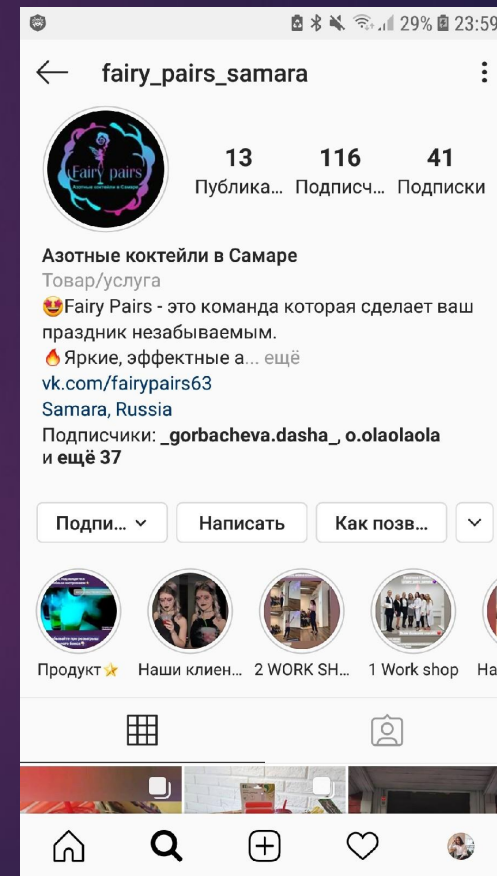 29% 23:59
fairy_pairs_samara
Fairy pairs
Азотные коктейли в Самаре
13 116 41
Публика... Подписч... Подписки
Азотные коктейли в Самаре
Товар/услуга
🤩Fairy Pairs - это команда которая сделает ваш
праздник незабываемым.
🔥Яркие, эффектные а... ещё
vk.com/fairypairs63
Samara, Russia
Подписчики: _gorbacheva.dasha_, o.olaolaola
и ещё 37
Подпи... Написать Как позв...
Продукт⭐ Наши клиен... 2 WORK SH... 1 Work shop На